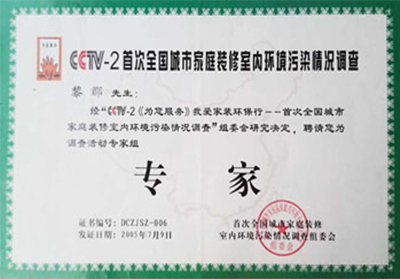 CCTV-2首次全国城市家庭装修室内环境污染情况调查
黎郡 先生:
经“CCTV-2《为您服务》我爱家装环保行——首次全国城市
家庭装修室内环境污染情况调查”组委会研究决定,聘请您为
调查活动专家组
专 家
证书编号:DCZJSZ-006
发证日期:2005年7月9日
首次全国城市家庭装修
室内环境污染情况调查组委会
组委会